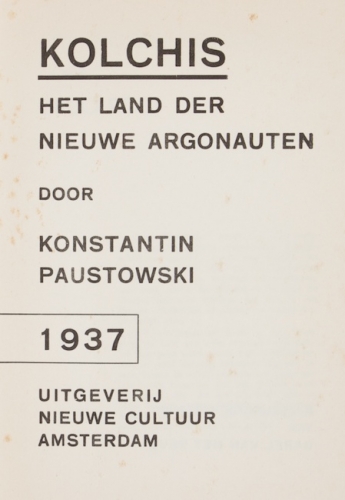 KOLCHIS
HET LAND DER
NIEUWE ARGONAUTEN
DOOR
KONSTANTIN
PAUSTOWSKI
1937
UITGEVERIJ
NIEUWE CULTUUR
AMSTERDAM